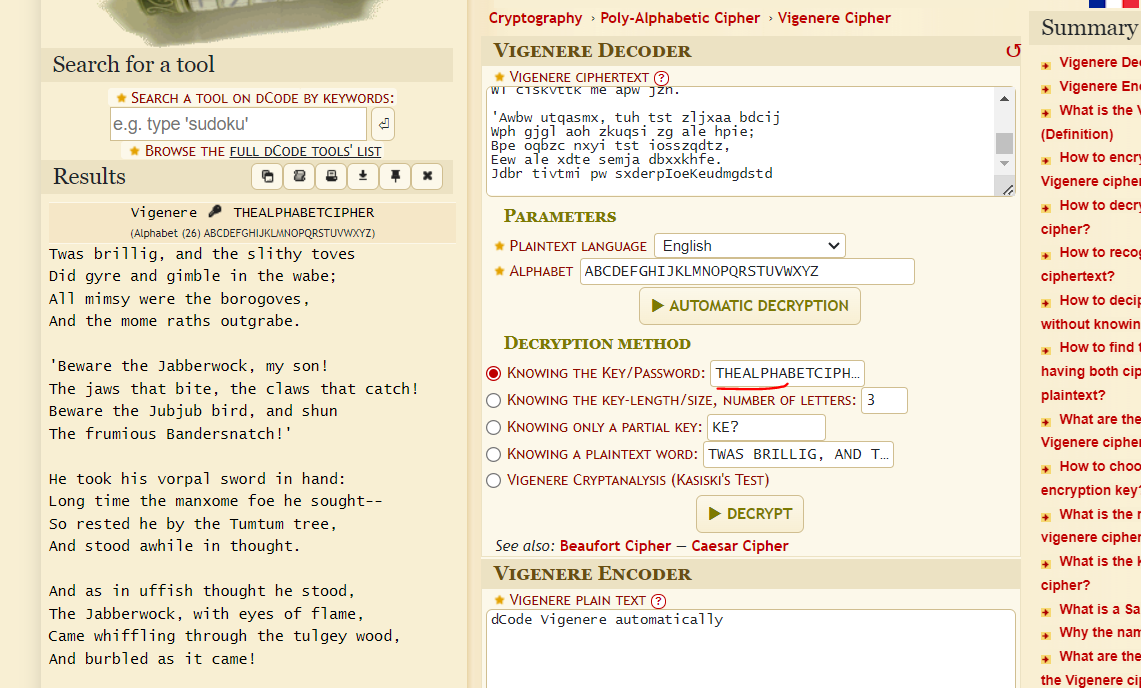 Search for a tool
SEARCH A TOOL ON DCODE BY KEYWORDS:
e.g. type 'sudoku'
BROWSE THE FULL DCODE TOOLS' LIST
Results
Vigenere THEALPHABETCIPHER
(Alphabet (26) ABCDEFGHIJKLMNOPQRSTUVWXYZ)
Twas brillig, and the slithy toves
Did gyre and gimble in the wabe;
All mimsy were the borogoves,
And the mome raths outgrabe.
'Beware the Jabberwock, my son!
The jaws that bite, the claws that catch!
Beware the Jubjub bird, and shun
The frumious Bandersnatch!'
He took his vorpal sword in hand:
Long time the manxome foe he sought--
So rested he by the Tumtum tree,
And stood awhile in thought.
And as in uffish thought he stood,
The Jabberwock, with eyes of flame,
Came whiffling through the tulgey wood,
And burbled as it came!
Cryptography › Poly-Alphabetic Cipher › Vigenere Cipher
VIGENERE DECODER
VIGENERE CIPHERTEXT (?)
Wl ciskvttk me apw jzn.
'Awbw utqasmx, tuh tst zljxaa bdcij
Wph gjgl aoh zkuqsi zg ale hpie;
Bpe oqbzc nxyi tst iosszqdtz,
Eew ale xdte semja dbxxkhfe.
Jdbr tivtmi pw sxderpIoeKeudmgdstd
PARAMETERS
PLAINTEXT LANGUAGE English
ALPHABET ABCDEFGHIJKLMNOPQRSTUVWXYZ
AUTOMATIC DECRYPTION
DECRYPTION METHOD
KNOWING THE KEY/PASSWORD: THEALPHABETCIPH...
KNOWING THE KEY-LENGTH/SIZE, NUMBER OF LETTERS: 3
KNOWING ONLY A PARTIAL KEY: KE?
KNOWING A PLAINTEXT WORD: TWAS BRILLIG, AND T...
VIGENERE CRYPTANALYSIS (KASISKI'S TEST)
DECRYPT
See also: Beaufort Cipher — Caesar Cipher
VIGENERE ENCODER
VIGENERE PLAIN TEXT (?)
dCode Vigenere automatically
Summary
Vigenere Dec
Vigenere Enc
What is the V
(Definition)
How to encry
Vigenere cipher
How to decry
cipher?
How to recog
ciphertext?
How to decip
without knowin
How to find t
having both cip
plaintext?
What are the
Vigenere cipher
How to choo
encryption key?
What is the r
vigenere cipher
What is the k
cipher?
What is a Sa
Why the nam
What are the
the Vigenere cip